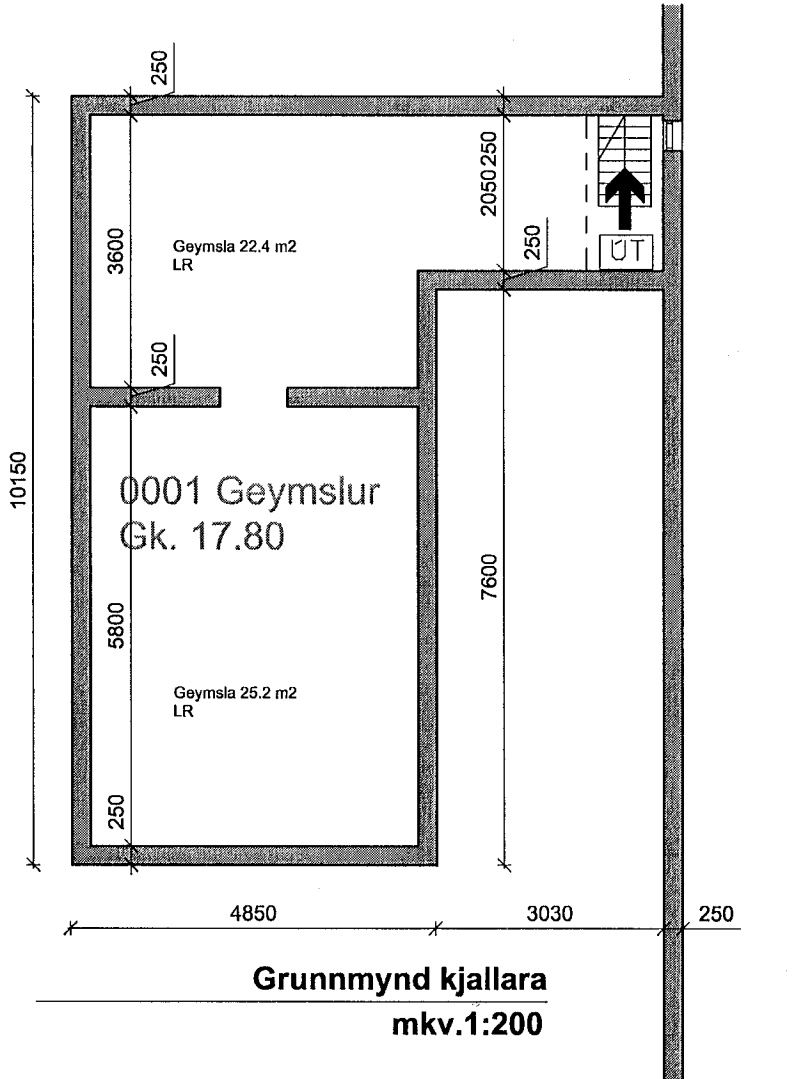 250
250
2050
250
ÚT
3600
Geymsla 22.4 m2
LR
250
10150
0001 Geymslur
Gk. 17.80
7600
5800
Geymsla 25.2 m2
LR
250
4850
3030
250
Grunnmynd kjallara
mkv.1:200